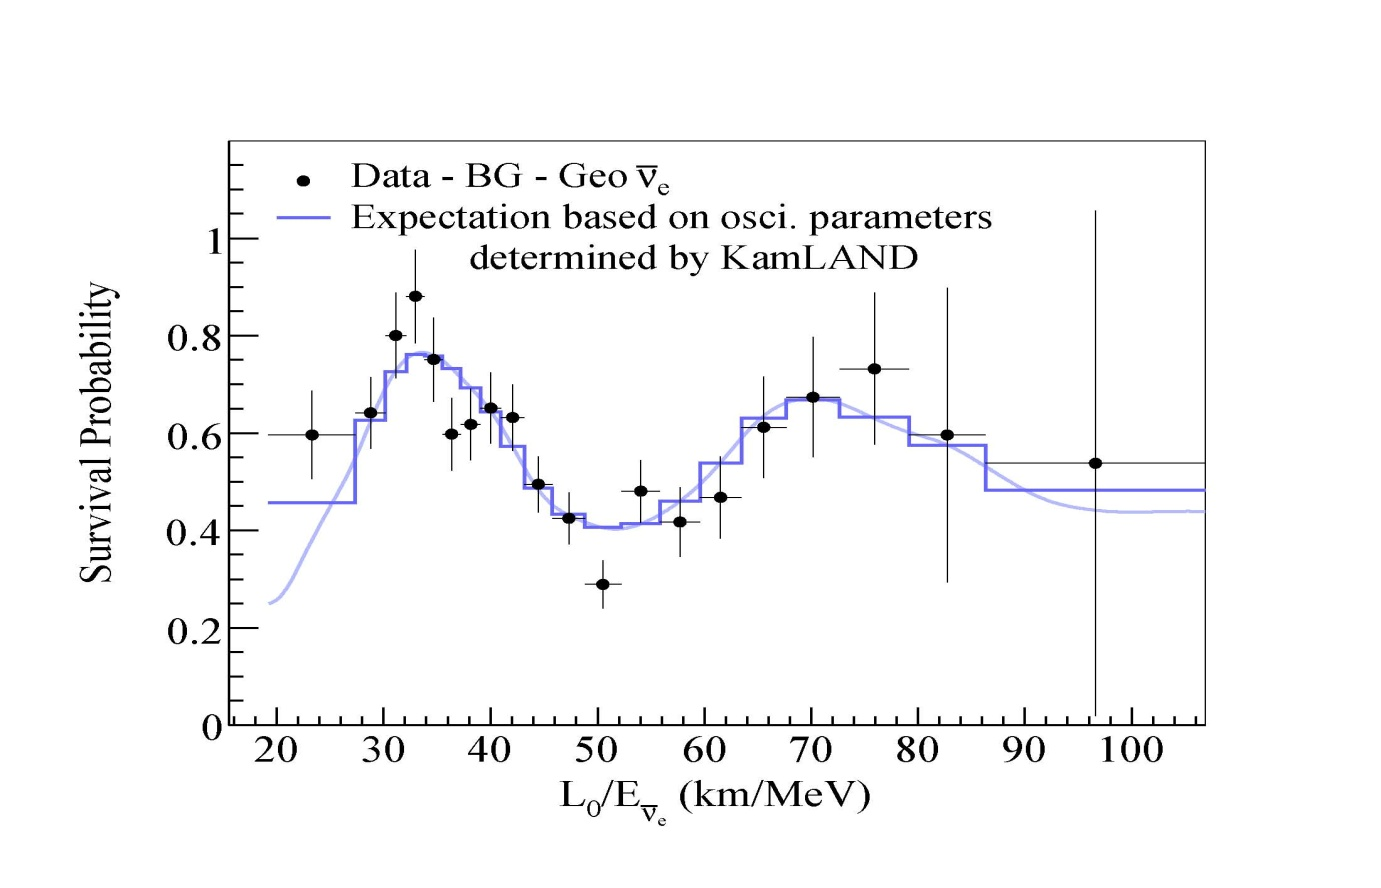 Data - BG - Geo ν̅e
Expectation based on osci. parameters
determined by KamLAND
Survival Probability
1
0.8
0.6
0.4
0.2
0
20 30 40 50 60 70 80 90 100
L0/Eν̅e (km/MeV)